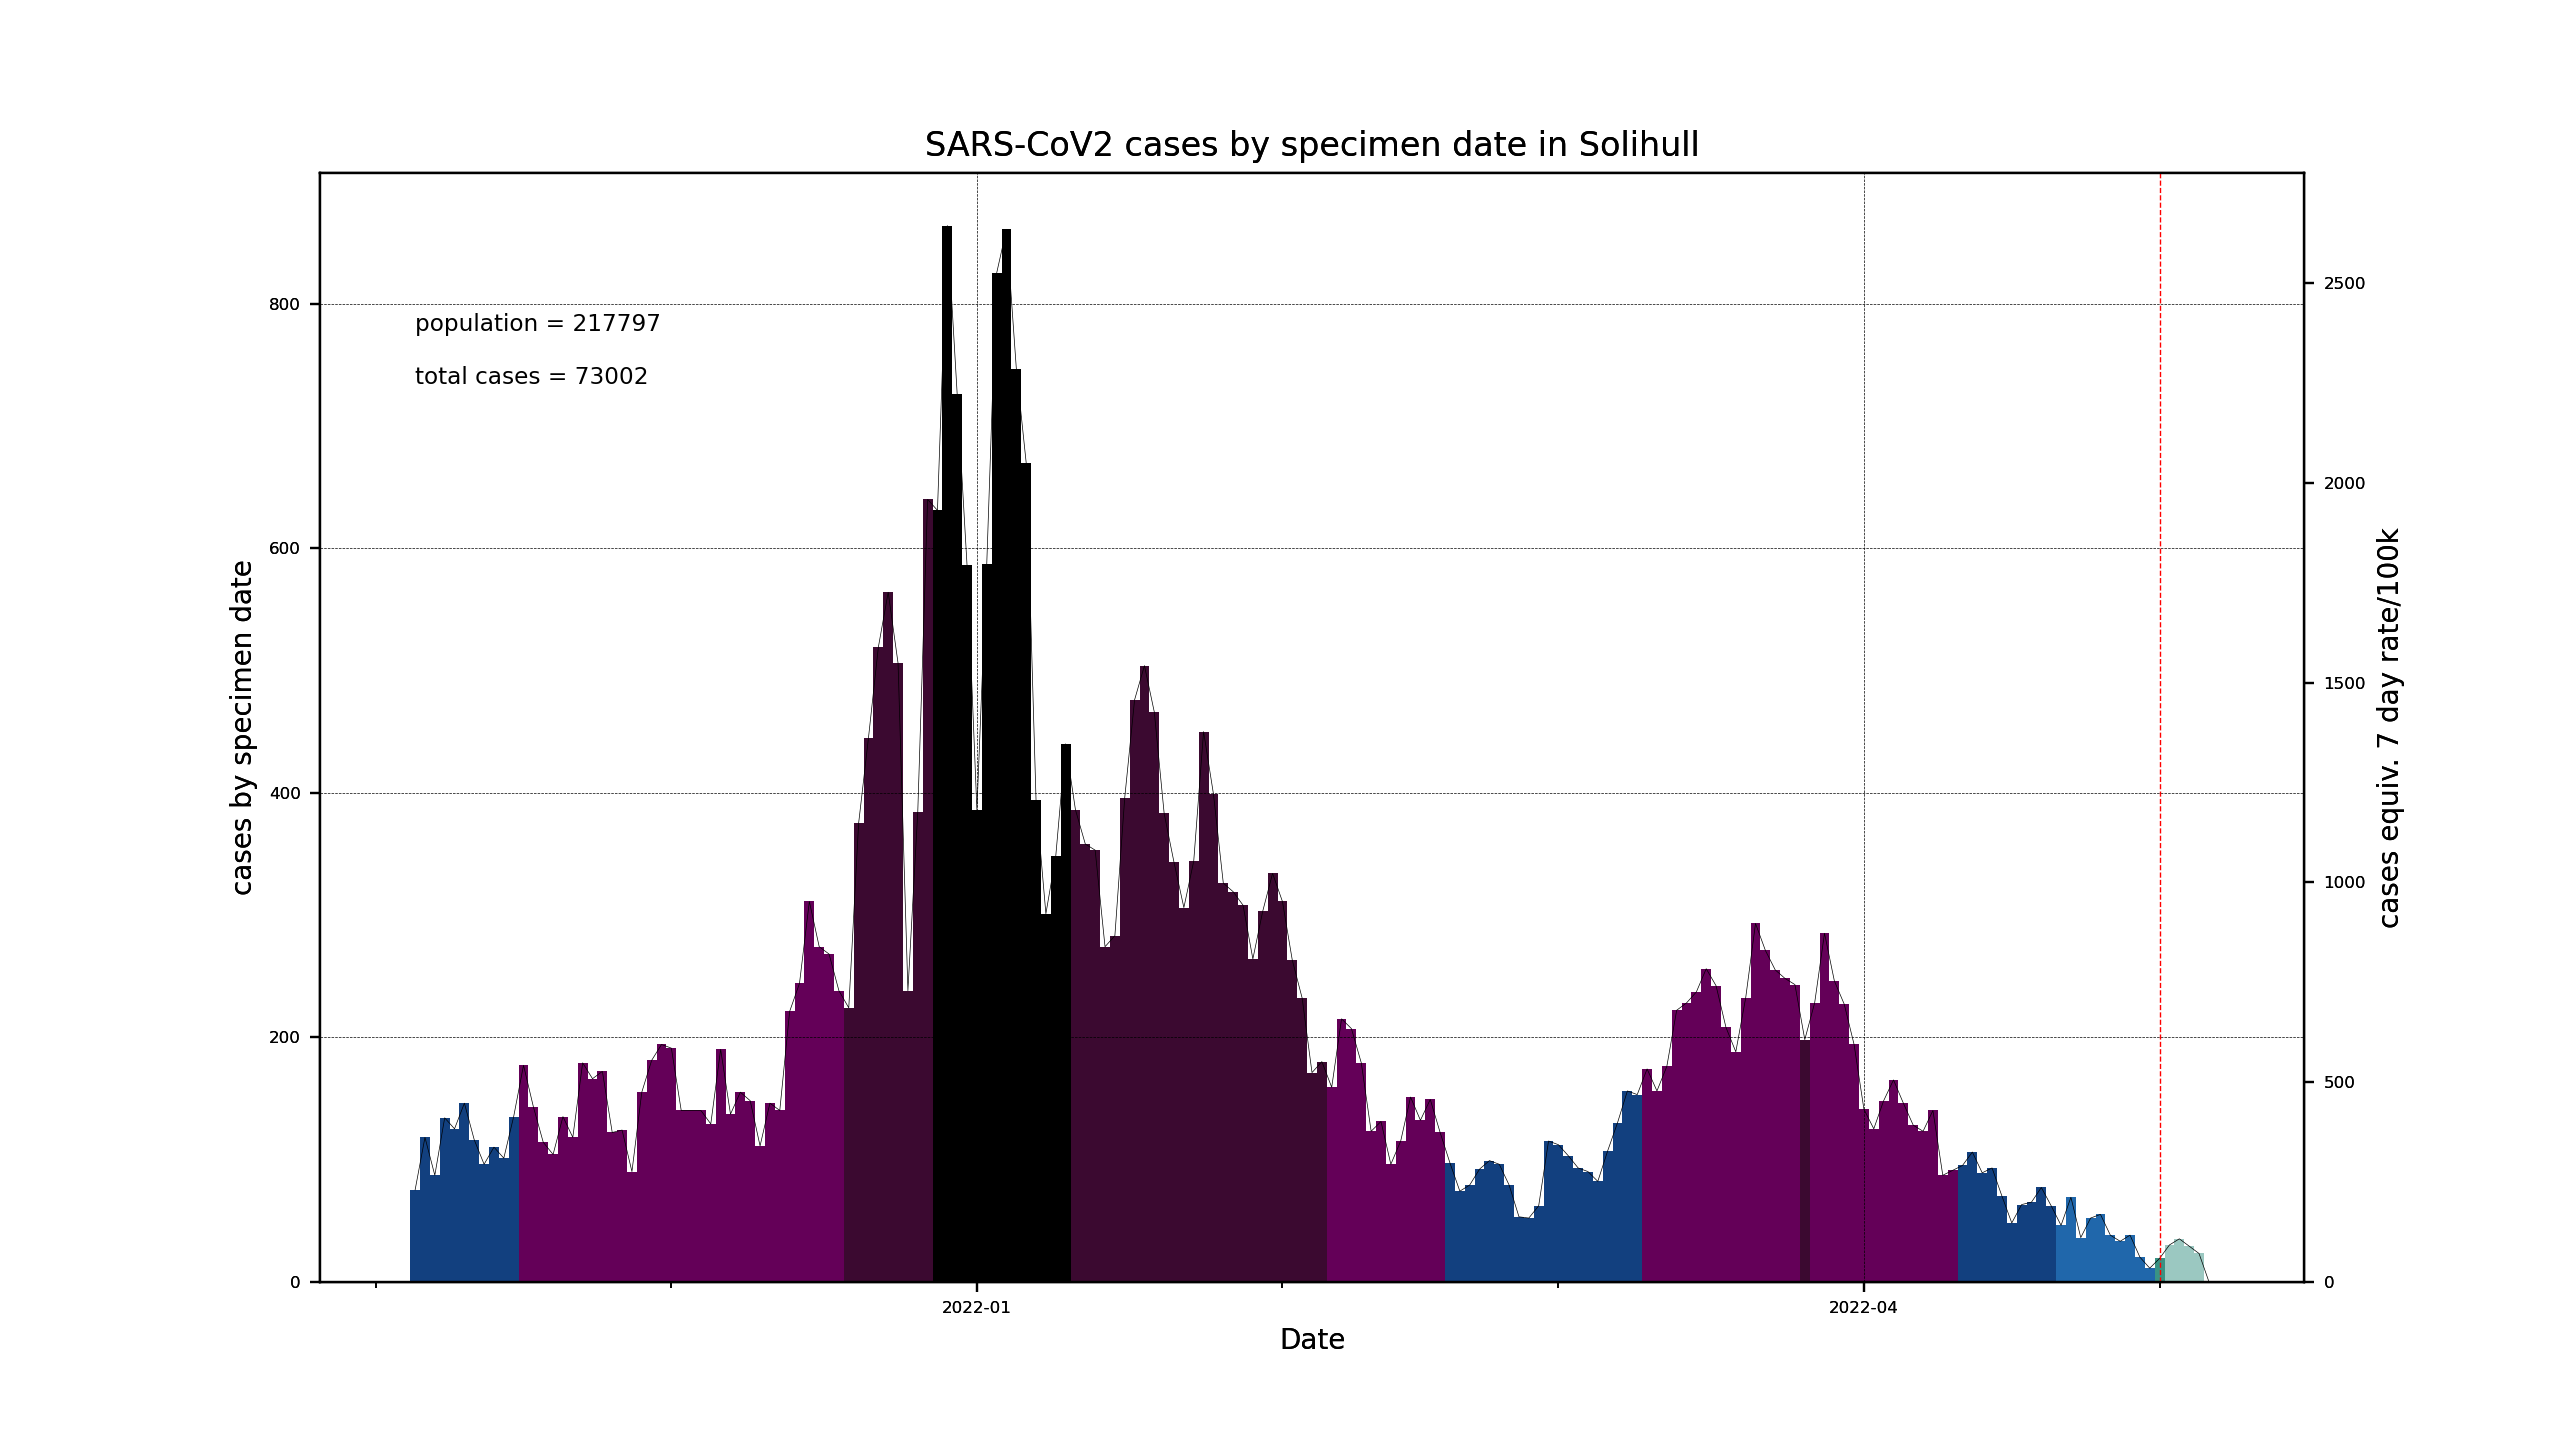 SARS-CoV2 cases by specimen date in Solihull
population = 217797
total cases = 73002
cases by specimen date
800
600
400
200
0
2500
2000
1500
1000
500
0
cases equiv. 7 day rate/100k
2022-01
2022-04
Date